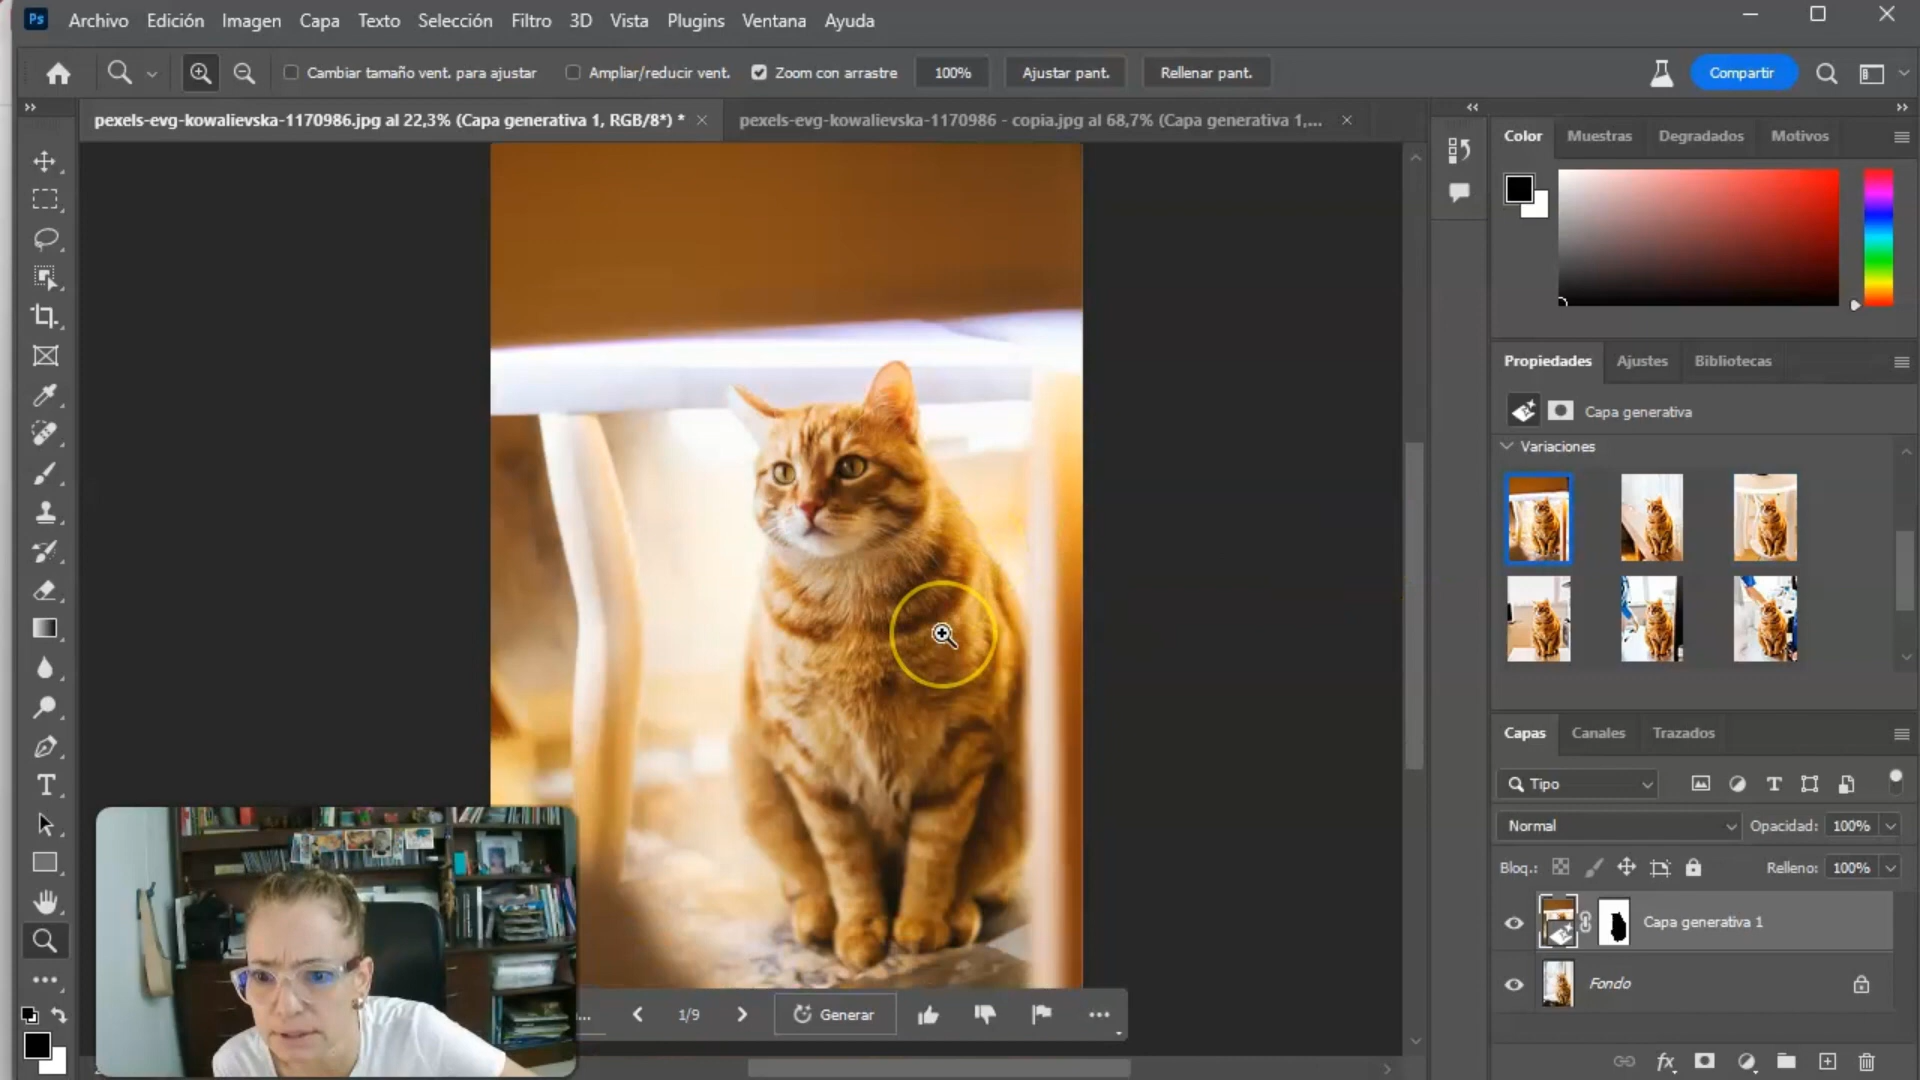 Ps Archivo Edición Imagen Capa Texto Selección Filtro 3D Vista Plugins Ventana Ayuda
Cambiar tamaño vent. para ajustar Ampliar/reducir vent. Zoom con arrastre 100% Ajustar pant. Rellenar pant. Compartir
pexels-evg-kowalievska-1170986.jpg al 22,3% (Capa generativa 1, RGB/8*) * pexels-evg-kowalievska-1170986 - copia.jpg al 68,7% (Capa generativa 1,...
Color Muestras Degradados Motivos
Propiedades Ajustes Bibliotecas
Capa generativa
Variaciones
Capas Canales Trazados
Tipo
Normal Opacidad: 100%
Bloq.: Relleno: 100%
Capa generativa 1
Fondo
... 1/9 Generar ...
fx